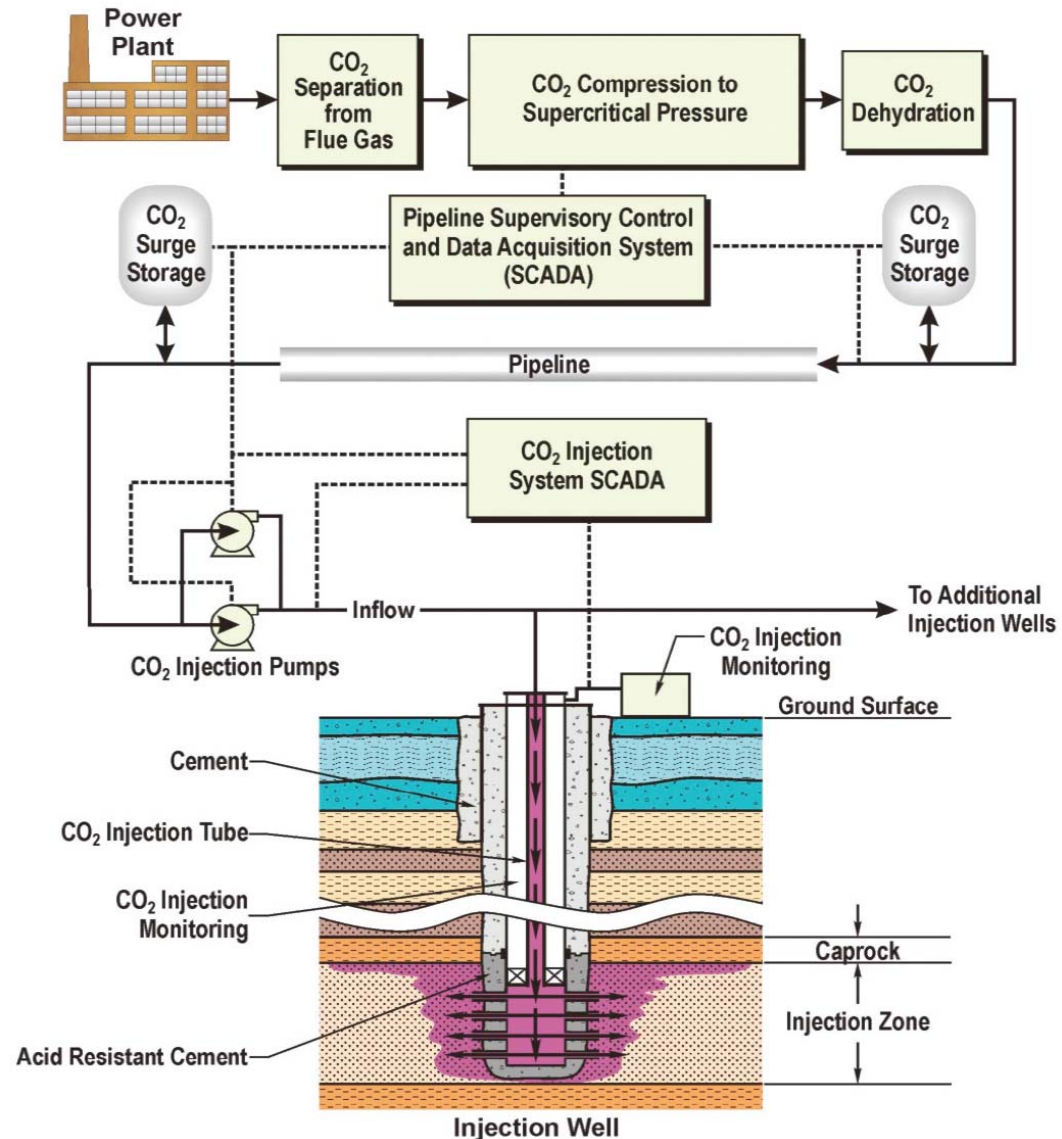 Power
Plant
CO₂
Separation
from
Flue Gas
CO₂ Compression to
Supercritical Pressure
CO₂
Dehydration
CO₂
Surge
Storage
Pipeline Supervisory Control
and Data Acquisition System
(SCADA)
CO₂
Surge
Storage
Pipeline
CO₂ Injection
System SCADA
Inflow
To Additional
Injection Wells
CO₂ Injection Pumps
CO₂ Injection
Monitoring
Ground Surface
Cement
CO₂ Injection Tube
CO₂ Injection
Monitoring
Caprock
Injection Zone
Acid Resistant Cement
Injection Well